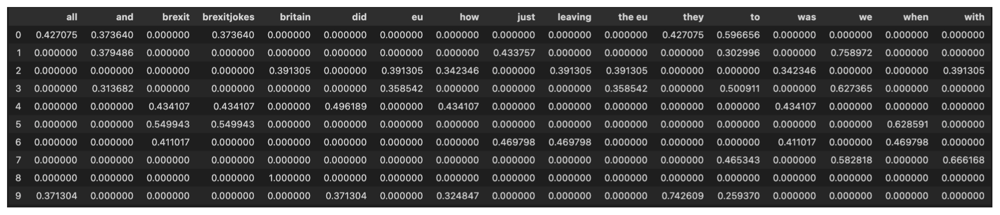 all and brexit brexitjokes britain did eu how just leaving the eu they to was we when with
0 0.427075 0.373640 0.000000 0.373640 0.000000 0.000000 0.000000 0.000000 0.000000 0.000000 0.000000 0.427075 0.596656 0.000000 0.000000 0.000000 0.000000
1 0.000000 0.379486 0.000000 0.000000 0.000000 0.000000 0.000000 0.000000 0.433757 0.000000 0.000000 0.000000 0.302996 0.000000 0.758972 0.000000 0.000000
2 0.000000 0.000000 0.000000 0.000000 0.391305 0.000000 0.391305 0.342346 0.000000 0.391305 0.391305 0.000000 0.000000 0.342346 0.000000 0.000000 0.391305
3 0.000000 0.313682 0.000000 0.000000 0.000000 0.000000 0.358542 0.000000 0.000000 0.000000 0.358542 0.000000 0.500911 0.000000 0.627365 0.000000 0.000000
4 0.000000 0.000000 0.434107 0.434107 0.000000 0.496189 0.000000 0.434107 0.000000 0.000000 0.000000 0.000000 0.000000 0.434107 0.000000 0.000000 0.000000
5 0.000000 0.000000 0.549943 0.549943 0.000000 0.000000 0.000000 0.000000 0.000000 0.000000 0.000000 0.000000 0.000000 0.000000 0.000000 0.628591 0.000000
6 0.000000 0.000000 0.411017 0.000000 0.000000 0.000000 0.000000 0.000000 0.469798 0.469798 0.000000 0.000000 0.000000 0.411017 0.000000 0.469798 0.000000
7 0.000000 0.000000 0.000000 0.000000 0.000000 0.000000 0.000000 0.000000 0.000000 0.000000 0.000000 0.000000 0.465343 0.000000 0.582818 0.000000 0.666168
8 0.000000 0.000000 0.000000 0.000000 1.000000 0.000000 0.000000 0.000000 0.000000 0.000000 0.000000 0.000000 0.000000 0.000000 0.000000 0.000000 0.000000
9 0.371304 0.000000 0.000000 0.000000 0.000000 0.371304 0.000000 0.324847 0.000000 0.000000 0.000000 0.742609 0.259370 0.000000 0.000000 0.000000 0.000000